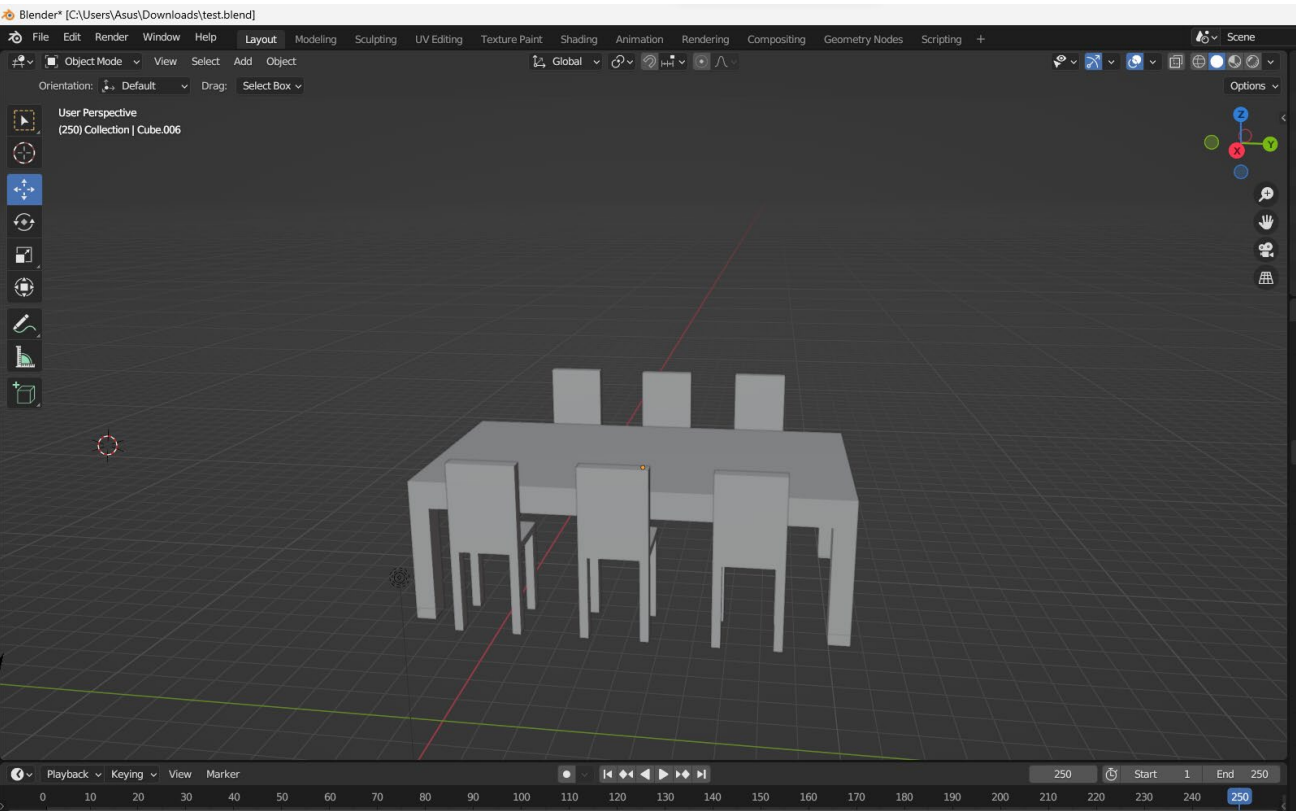 Blender* [C:\Users\Asus\Downloads\test.blend]
File Edit Render Window Help Layout Modeling Sculpting UV Editing Texture Paint Shading Animation Rendering Compositing Geometry Nodes Scripting + Scene
Object Mode View Select Add Object Global
Orientation: Default Drag: Select Box Options
User Perspective
(250) Collection | Cube.006
Z
X Y
Playback Keying View Marker 250 Start 1 End 250
0 10 20 30 40 50 60 70 80 90 100 110 120 130 140 150 160 170 180 190 200 210 220 230 240 250